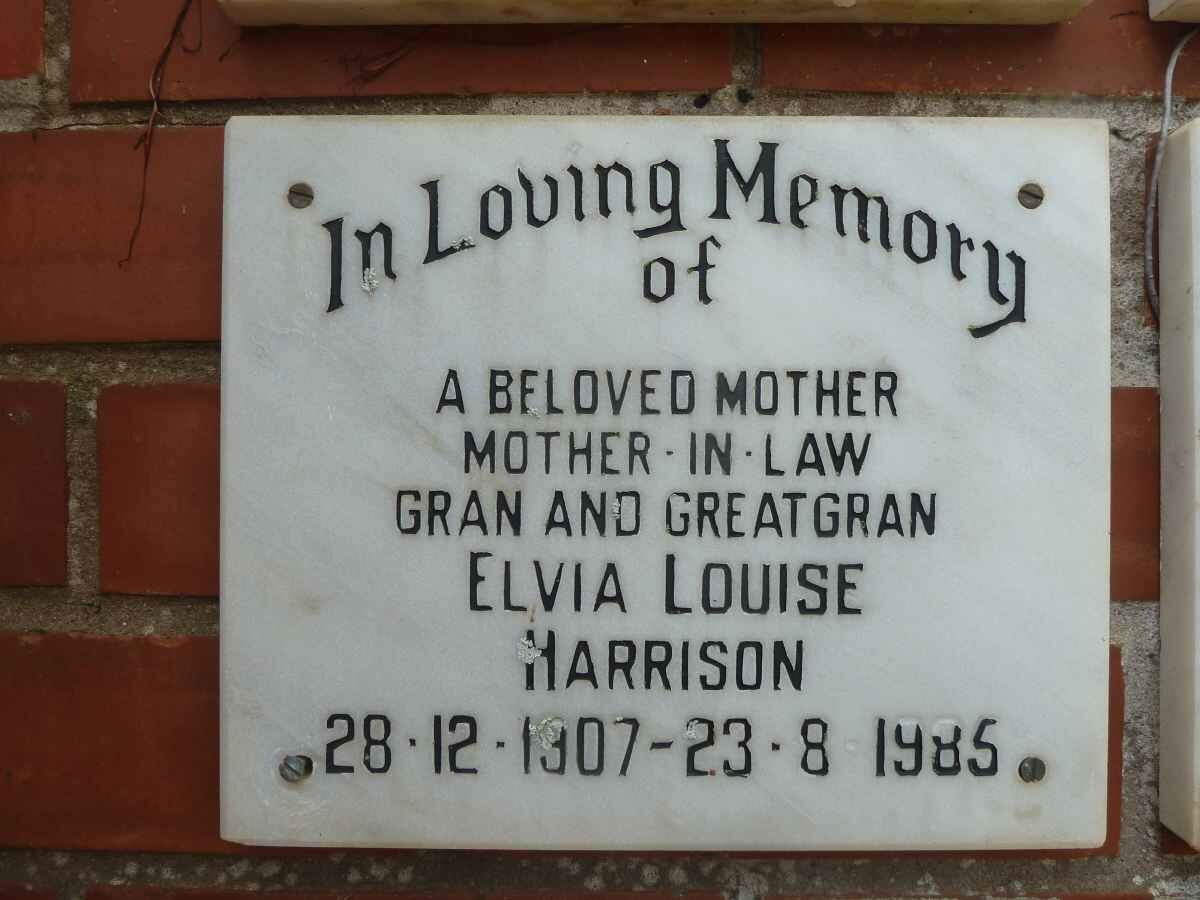 In Loving Memory
of
A BELOVED MOTHER
MOTHER·IN·LAW
GRAN AND GREATGRAN
ELVIA LOUISE
HARRISON
28·12·1907–23·8 1985